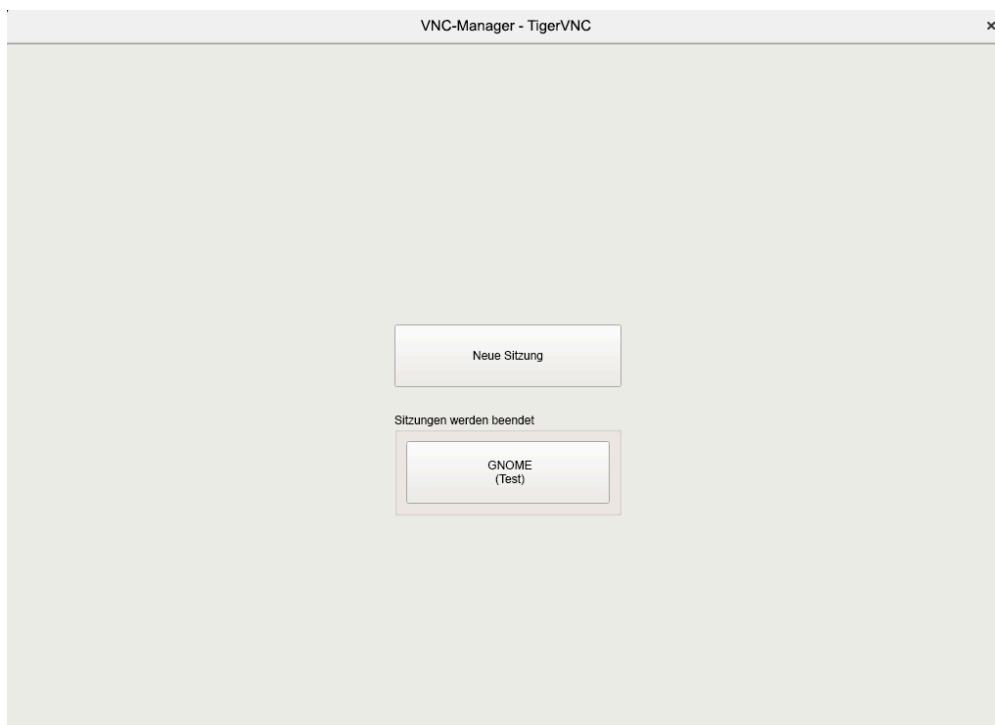 VNC-Manager - TigerVNC
Neue Sitzung
Sitzungen werden beendet
GNOME
(Test)